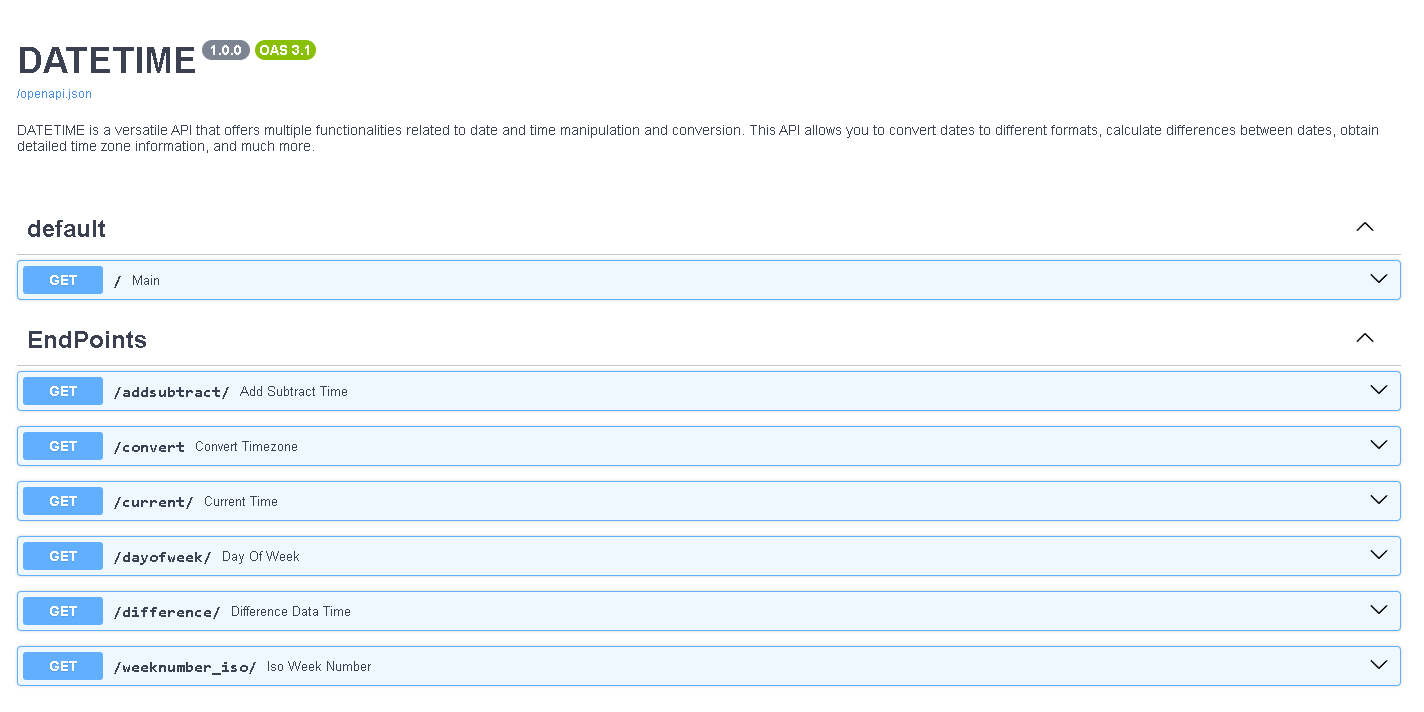 DATETIME 1.0.0 OAS 3.1
/openapi.json
DATETIME is a versatile API that offers multiple functionalities related to date and time manipulation and conversion. This API allows you to convert dates to different formats, calculate differences between dates, obtain
detailed time zone information, and much more.
default
GET / Main
EndPoints
GET /addsubtract/ Add Subtract Time
GET /convert Convert Timezone
GET /current/ Current Time
GET /dayofweek/ Day Of Week
GET /difference/ Difference Data Time
GET /weeknumber_iso/ Iso Week Number